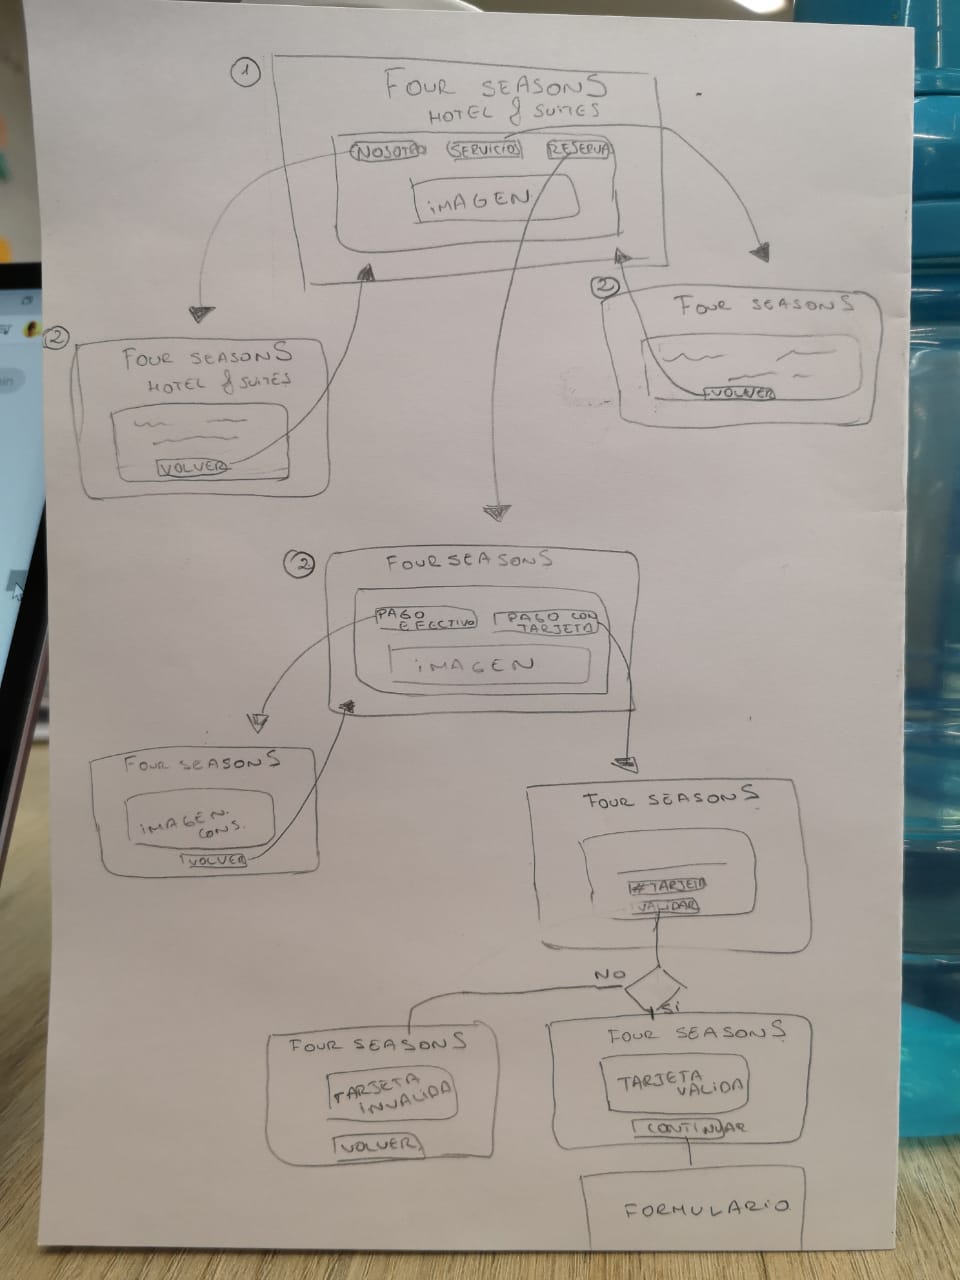 1
FOUR SEASONS
HOTEL & SUITES
NOSOTRO
SERVICIOS
RESERVA
IMAGEN
2
FOUR SEASONS
HOTEL & SUITES
VOLVER
2
FOUR SEASONS
VOLVER
2
FOUR SEASONS
PAGO
EFECTIVO
PAGO CON
TARJETA
IMAGEN
FOUR SEASONS
IMAGEN.
CONS.
VOLVER
FOUR SEASONS
#TARJETA
VALIDAR
NO
SI
FOUR SEASONS
TARJETA
INVALIDA
VOLVER
FOUR SEASONS
TARJETA
VALIDA
CONTINUAR
FORMULARIO